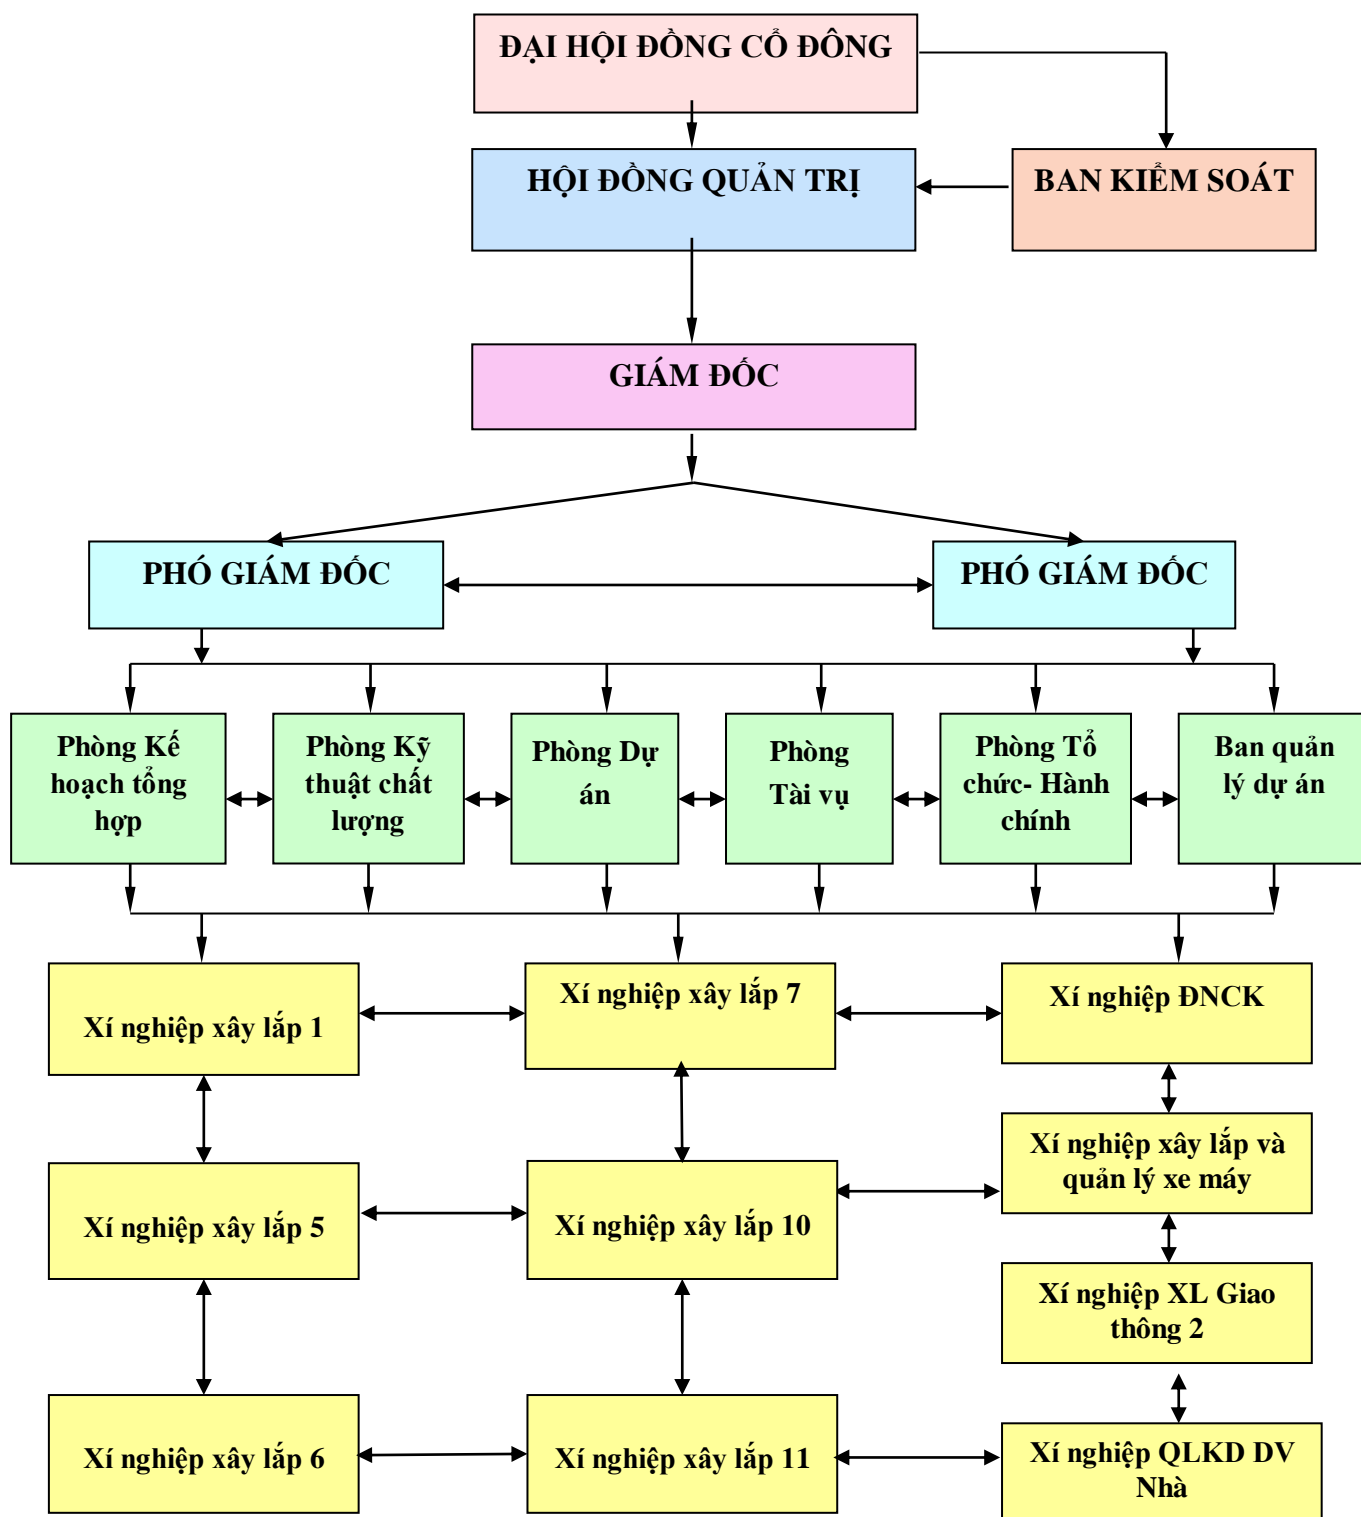 ĐẠI HỘI ĐỒNG CỔ ĐÔNG
HỘI ĐỒNG QUẢN TRỊ
BAN KIỂM SOÁT
GIÁM ĐỐC
PHÓ GIÁM ĐỐC
PHÓ GIÁM ĐỐC
Phòng Kế
hoạch tổng
hợp
Phòng Kỹ
thuật chất
lượng
Phòng Dự
án
Phòng
Tài vụ
Phòng Tổ
chức- Hành
chính
Ban quản
lý dự án
Xí nghiệp xây lắp 1
Xí nghiệp xây lắp 7
Xí nghiệp ĐNCK
Xí nghiệp xây lắp 5
Xí nghiệp xây lắp 10
Xí nghiệp xây lắp và
quản lý xe máy
Xí nghiệp XL Giao
thông 2
Xí nghiệp xây lắp 6
Xí nghiệp xây lắp 11
Xí nghiệp QLKD DV
Nhà